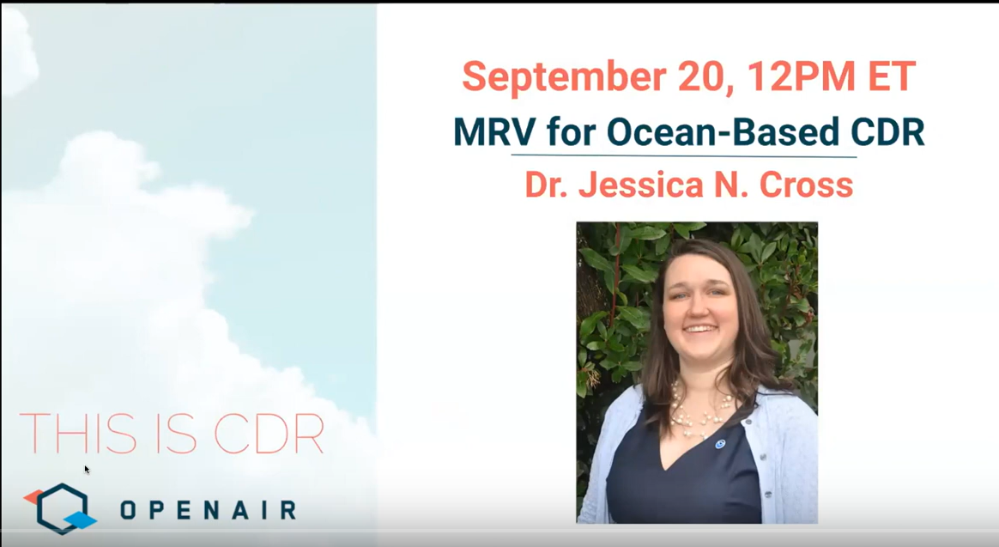 September 20, 12PM ET
MRV for Ocean-Based CDR
Dr. Jessica N. Cross
THIS IS CDR
OPENAIR